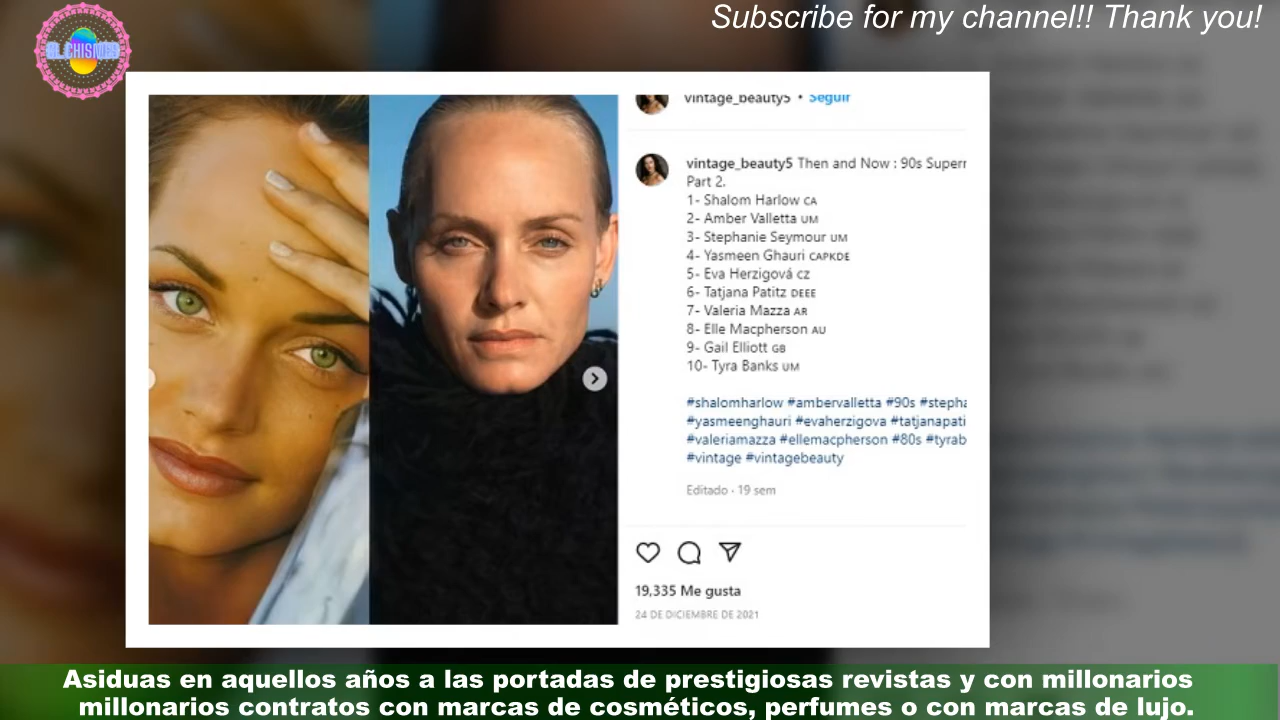 Subscribe for my channel!! Thank you!
EL CHISME
vintage_beauty5 • Seguir
vintage_beauty5 Then and Now : 90s Superr
Part 2.
1- Shalom Harlow CA
2- Amber Valletta UM
3- Stephanie Seymour UM
4- Yasmeen Ghauri CAPKDE
5- Eva Herzigová CZ
6- Tatjana Patitz DEEE
7- Valeria Mazza AR
8- Elle Macpherson AU
9- Gail Elliott GB
10- Tyra Banks UM
#shalomharlow #ambervalletta #90s #stepha
#yasmeenghauri #evaherzigova #tatjanapati
#valeriamazza #ellemacpherson #80s #tyrab
#vintage #vintagebeauty
Editado · 19 sem
19,335 Me gusta
24 DE DICIEMBRE DE 2021
Asiduas en aquellos años a las portadas de prestigiosas revistas y con millonarios
millonarios contratos con marcas de cosméticos, perfumes o con marcas de lujo.